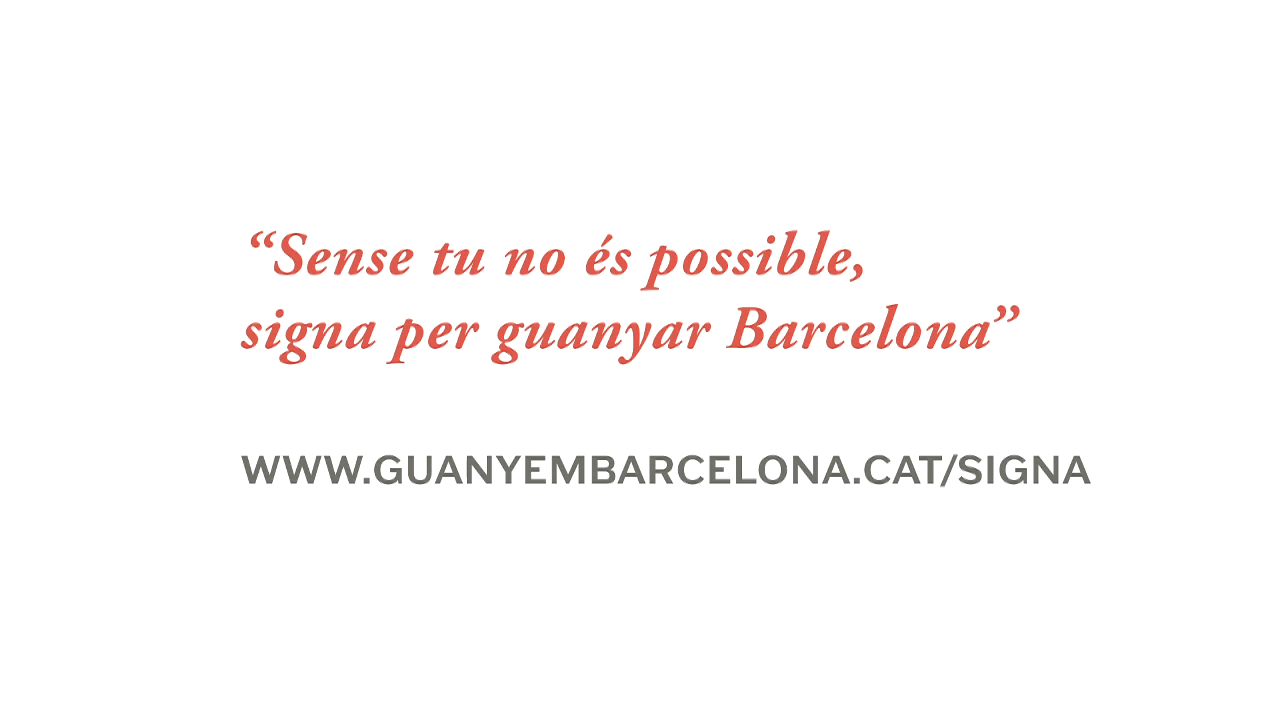 “Sense tu no és possible,
signa per guanyar Barcelona”
WWW.GUANYEMBARCELONA.CAT/SIGNA